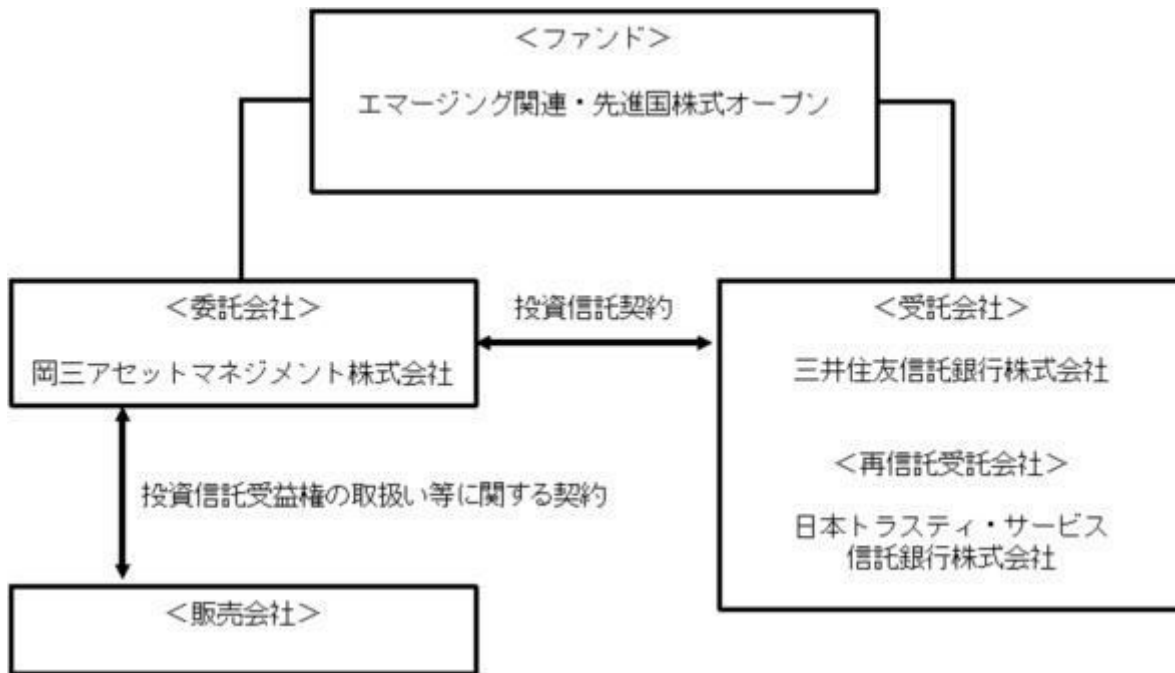 ＜ファンド＞
エマージング関連・先進国株式オープン
＜委託会社＞
岡三アセットマネジメント株式会社
投資信託契約
＜受託会社＞
三井住友信託銀行株式会社
＜再信託受託会社＞
日本トラスティ・サービス
信託銀行株式会社
投資信託受益権の取扱い等に関する契約
＜販売会社＞